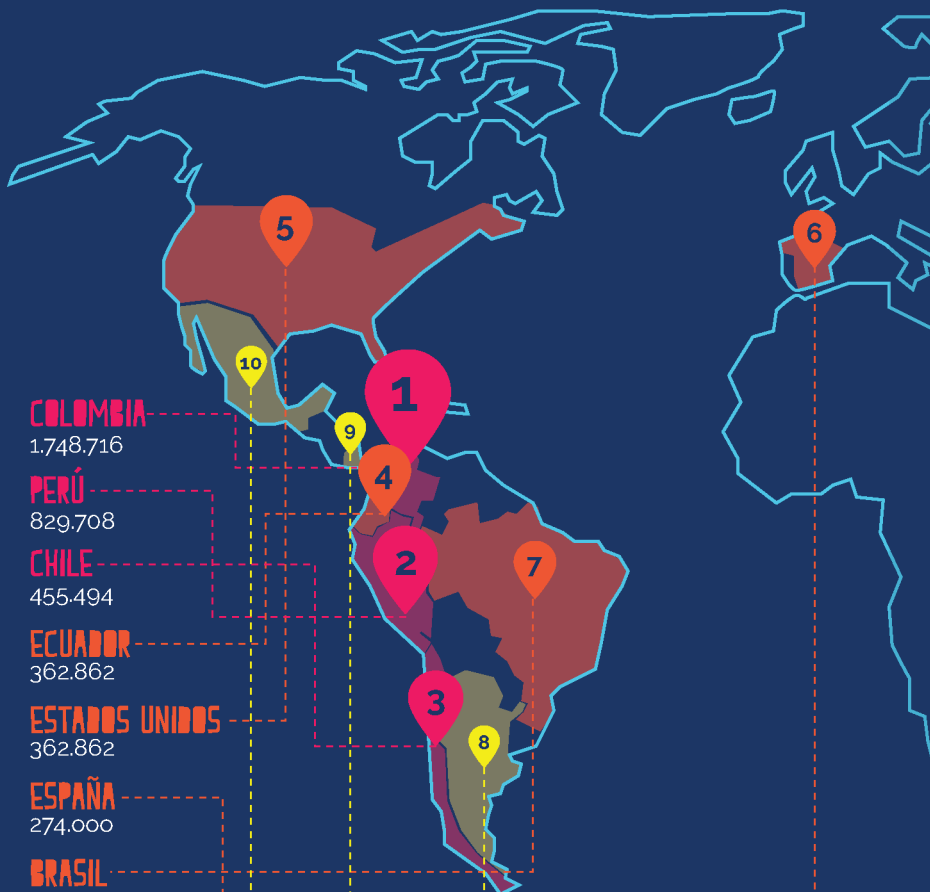 5
6
10
1
9
4
2
7
3
8
COLOMBIA
1.748.716
PERÚ
829.708
CHILE
455.494
ECUADOR
362.862
ESTADOS UNIDOS
362.862
ESPAÑA
274.000
BRASIL